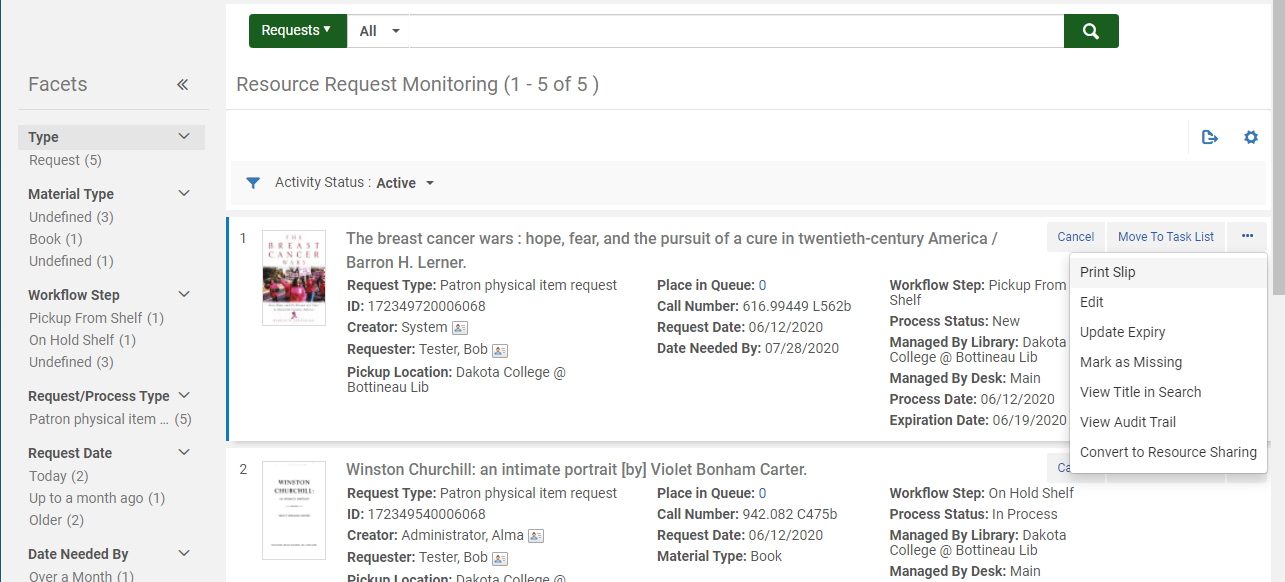 Requests ▼
All
Facets
Resource Request Monitoring (1 - 5 of 5 )
Type
Request (5)
Material Type
Undefined (3)
Book (1)
Undefined (1)
Workflow Step
Pickup From Shelf (1)
On Hold Shelf (1)
Undefined (3)
Request/Process Type
Patron physical item ... (5)
Request Date
Today (2)
Up to a month ago (1)
Older (2)
Date Needed By
Over a Month (1)
Activity Status : Active
1
THE
BREAST
CANCER
WARS
The breast cancer wars : hope, fear, and the pursuit of a cure in twentieth-century America /
Barron H. Lerner.
Request Type: Patron physical item request
ID: 172349720006068
Creator: System
Requester: Tester, Bob
Pickup Location: Dakota College @
Bottineau Lib
Place in Queue: 0
Call Number: 616.99449 L562b
Request Date: 06/12/2020
Date Needed By: 07/28/2020
Workflow Step: Pickup From
Shelf
Process Status: New
Managed By Library: Dakota
College @ Bottineau Lib
Managed By Desk: Main
Process Date: 06/12/2020
Expiration Date: 06/19/2020
Cancel
Move To Task List
•••
Print Slip
Edit
Update Expiry
Mark as Missing
View Title in Search
View Audit Trail
Convert to Resource Sharing
2
WINSTON
CHURCHILL:
Winston Churchill: an intimate portrait [by] Violet Bonham Carter.
Request Type: Patron physical item request
ID: 172349540006068
Creator: Administrator, Alma
Requester: Tester, Bob
Pickup Location: Dakota College @
Place in Queue: 0
Call Number: 942.082 C475b
Request Date: 06/12/2020
Material Type: Book
Workflow Step: On Hold Shelf
Process Status: In Process
Managed By Library: Dakota
College @ Bottineau Lib
Managed By Desk: Main
Ca